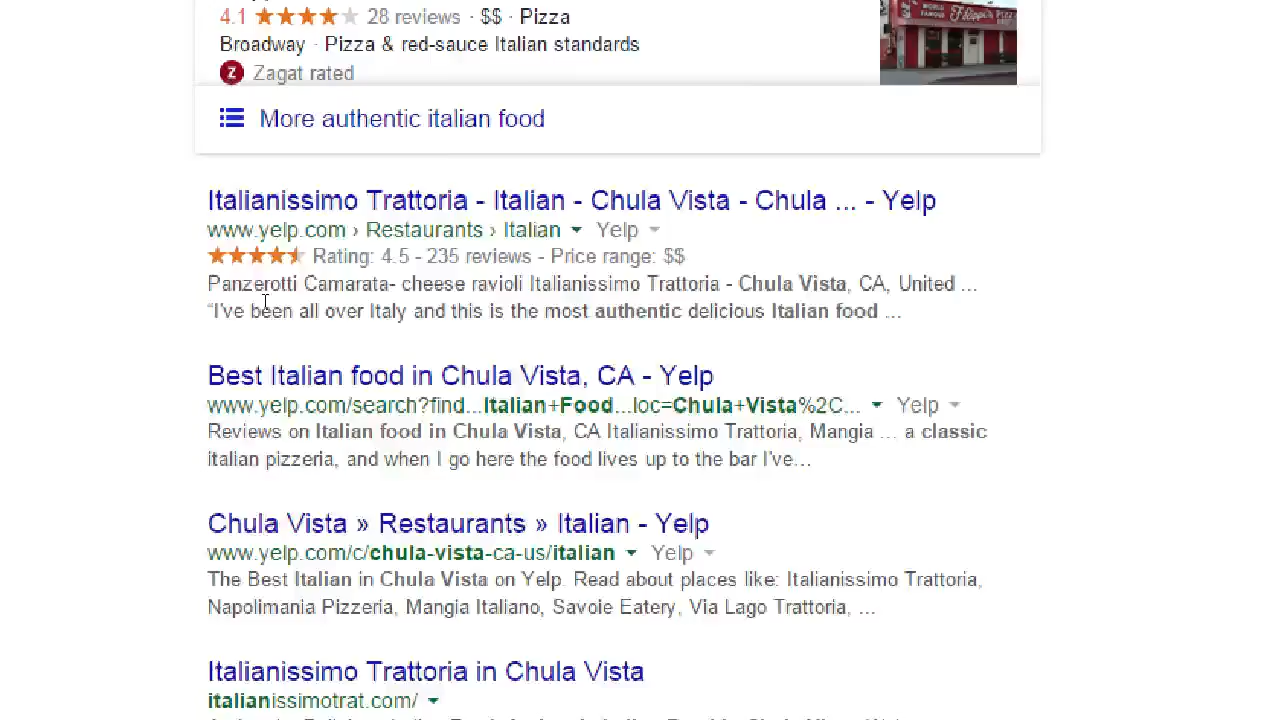 4.1 28 reviews · $$ · Pizza
Broadway · Pizza & red-sauce Italian standards
Z Zagat rated
WORLD FAMOUS Filippi's PIZZA
More authentic italian food
Italianissimo Trattoria - Italian - Chula Vista - Chula ... - Yelp
www.yelp.com › Restaurants › Italian Yelp
Rating: 4.5 - 235 reviews - Price range: $$
Panzerotti Camarata- cheese ravioli Italianissimo Trattoria - Chula Vista, CA, United ...
“I've been all over Italy and this is the most authentic delicious Italian food ...
Best Italian food in Chula Vista, CA - Yelp
www.yelp.com/search?find...Italian+Food...loc=Chula+Vista%2C... Yelp
Reviews on Italian food in Chula Vista, CA Italianissimo Trattoria, Mangia ... a classic
italian pizzeria, and when I go here the food lives up to the bar I've...
Chula Vista » Restaurants » Italian - Yelp
www.yelp.com/c/chula-vista-ca-us/italian Yelp
The Best Italian in Chula Vista on Yelp. Read about places like: Italianissimo Trattoria,
Napolimania Pizzeria, Mangia Italiano, Savoie Eatery, Via Lago Trattoria, ...
Italianissimo Trattoria in Chula Vista
italianissimotrat.com/